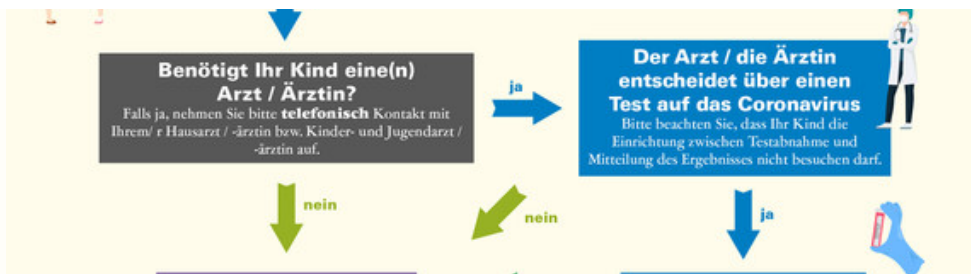 Benötigt Ihr Kind eine(n)
Arzt / Ärztin?
Falls ja, nehmen Sie bitte telefonisch Kontakt mit
Ihrem/ r Hausarzt / -ärztin bzw. Kinder- und Jugendarzt /
-ärztin auf.
ja
Der Arzt / die Ärztin
entscheidet über einen
Test auf das Coronavirus
Bitte beachten Sie, dass Ihr Kind die
Einrichtung zwischen Testabnahme und
Mitteilung des Ergebnisses nicht besuchen darf.
nein
nein
ja